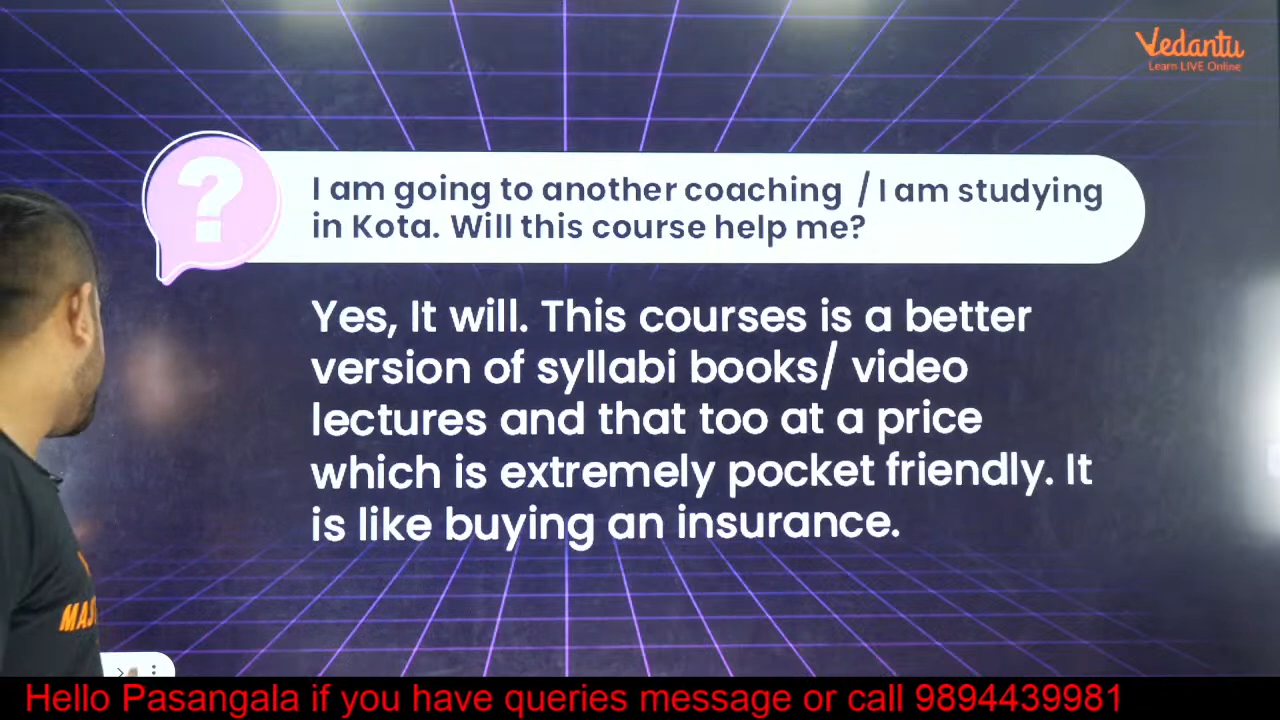 Vedantu
Learn LIVE Online
?
I am going to another coaching / I am studying
in Kota. Will this course help me?
Yes, It will. This courses is a better
version of syllabi books/ video
lectures and that too at a price
which is extremely pocket friendly. It
is like buying an insurance.
MAS
Hello Pasangala if you have queries message or call 9894439981